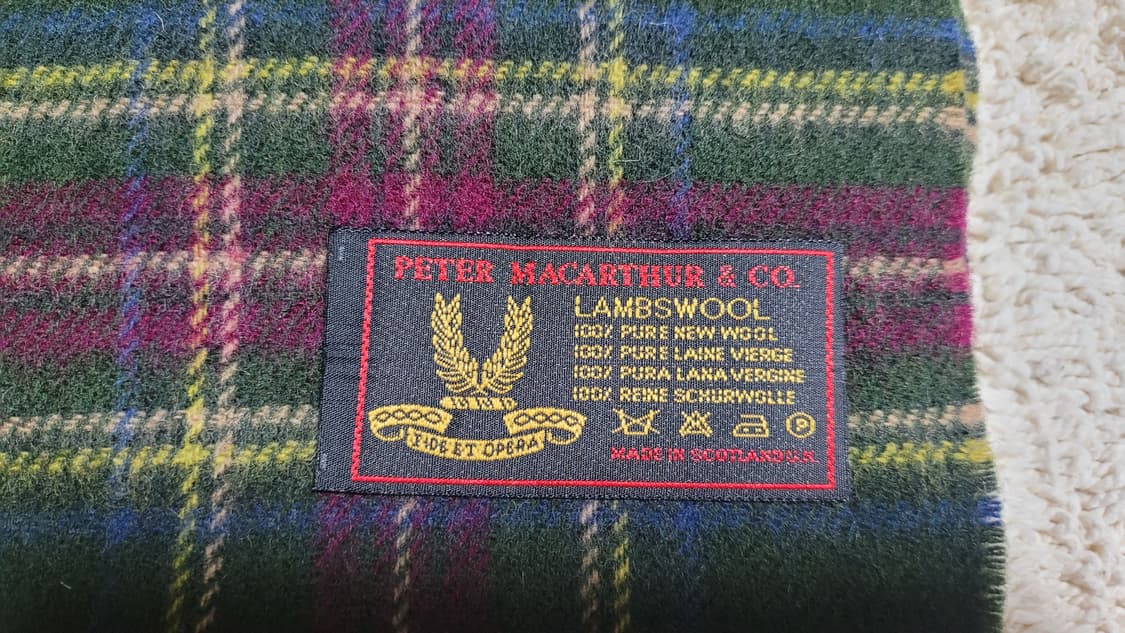 PETER MACARTHUR & CO.
LAMBSWOOL
100% PURE NEW WOOL
100% PURE LAINE VIERGE
100% PURA LANA VERGINE
100% REINE SCHURWOLLE
FIDE ET OPERA
P
MADE IN SCOTLAND U.K.